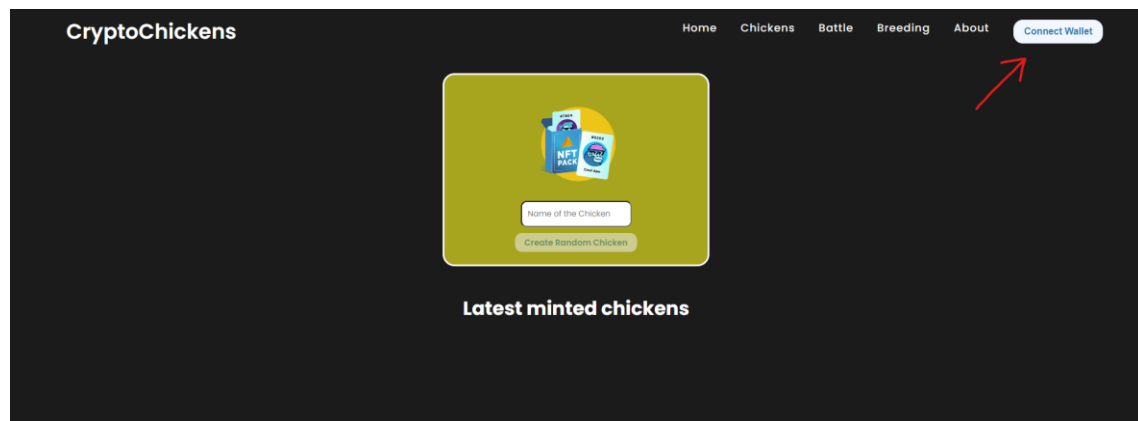 CryptoChickens
Home Chickens Battle Breeding About Connect Wallet
NFT
PACK
Name of the Chicken
Create Random Chicken
Latest minted chickens